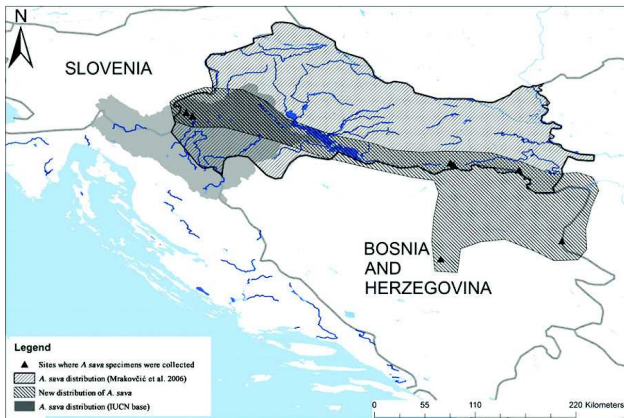 N
SLOVENIA
BOSNIA
AND
HERZEGOVINA
Legend
Sites where A sava specimens were collected
A. sava distribution (Mrakovčić et al. 2006)
New distribution of A. sava
A. sava distribution (IUCN base)
0 55 110 220 Kilometers